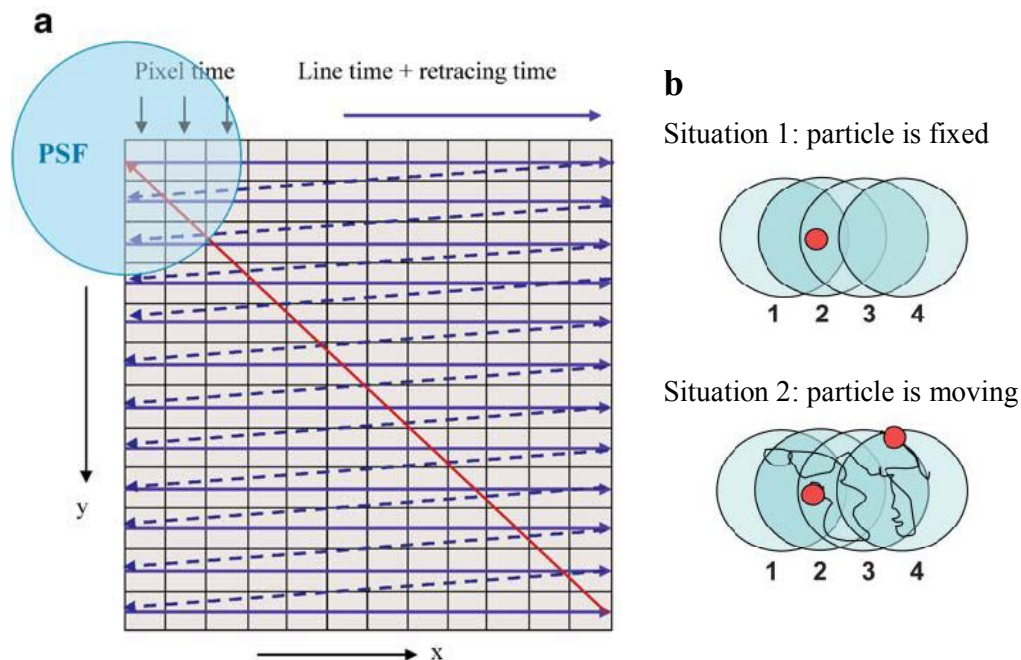 a
Pixel time
Line time + retracing time
PSF
y
x
b
Situation 1: particle is fixed
1 2 3 4
Situation 2: particle is moving
1 2 3 4